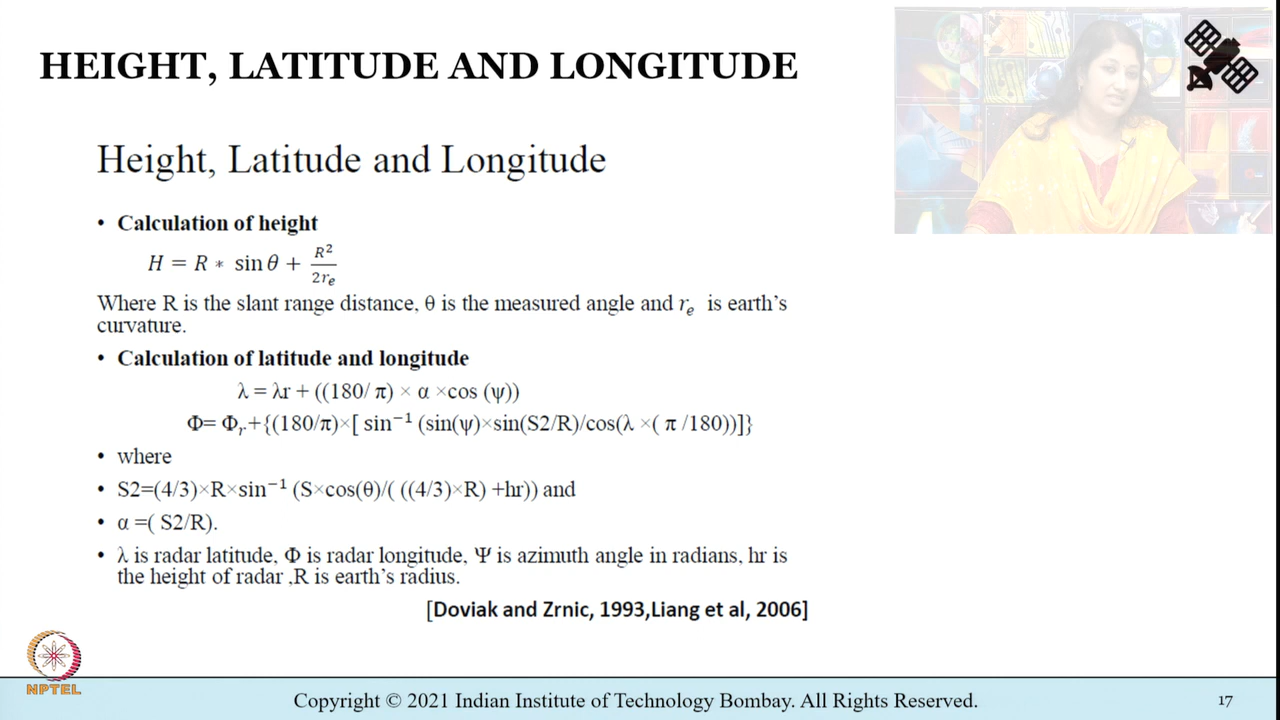 HEIGHT, LATITUDE AND LONGITUDE
Height, Latitude and Longitude
• Calculation of height
H = R * sin θ + R²/2rₑ
Where R is the slant range distance, θ is the measured angle and rₑ is earth's
curvature.
• Calculation of latitude and longitude
λ = λr + ((180/ π) × α ×cos (ψ))
Φ= Φᵣ+{(180/π)×[ sin⁻¹ (sin(ψ)×sin(S2/R)/cos(λ ×( π /180))]}
• where
• S2=(4/3)×R×sin⁻¹ (S×cos(θ)/( ((4/3)×R) +hr)) and
• α =( S2/R).
• λ is radar latitude, Φ is radar longitude, Ψ is azimuth angle in radians, hr is
the height of radar ,R is earth's radius.
[Doviak and Zrnic, 1993,Liang et al, 2006]
NPTEL
Copyright © 2021 Indian Institute of Technology Bombay. All Rights Reserved.
17